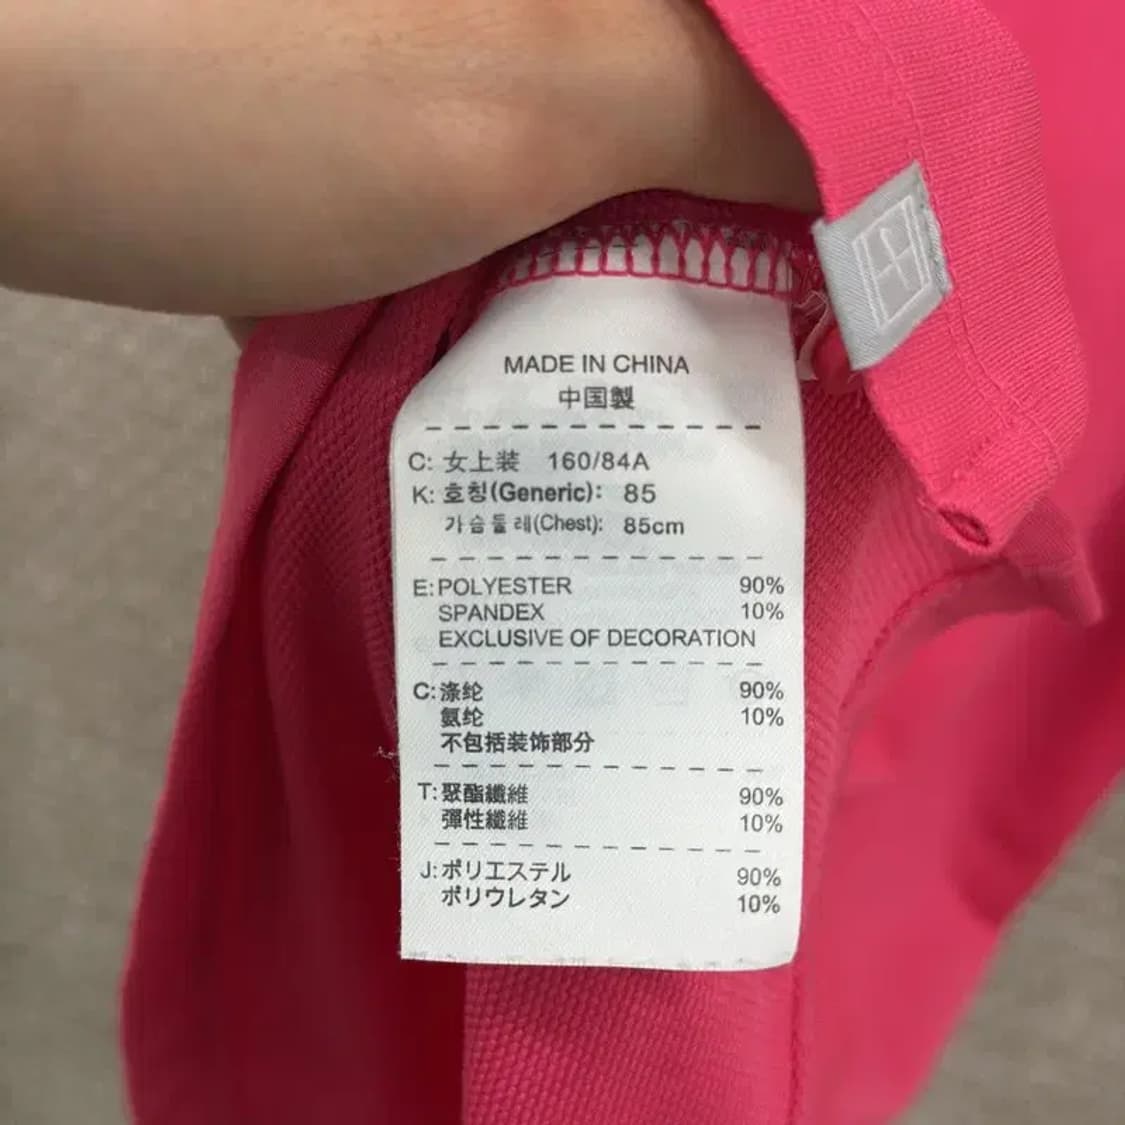 MADE IN CHINA
中国製
C: 女上装 160/84A
K: 호칭(Generic): 85
가슴둘레(Chest): 85cm
E: POLYESTER 90%
SPANDEX 10%
EXCLUSIVE OF DECORATION
C: 涤纶 90%
氨纶 10%
不包括装饰部分
T: 聚酯纖維 90%
彈性纖維 10%
J: ポリエステル 90%
ポリウレタン 10%